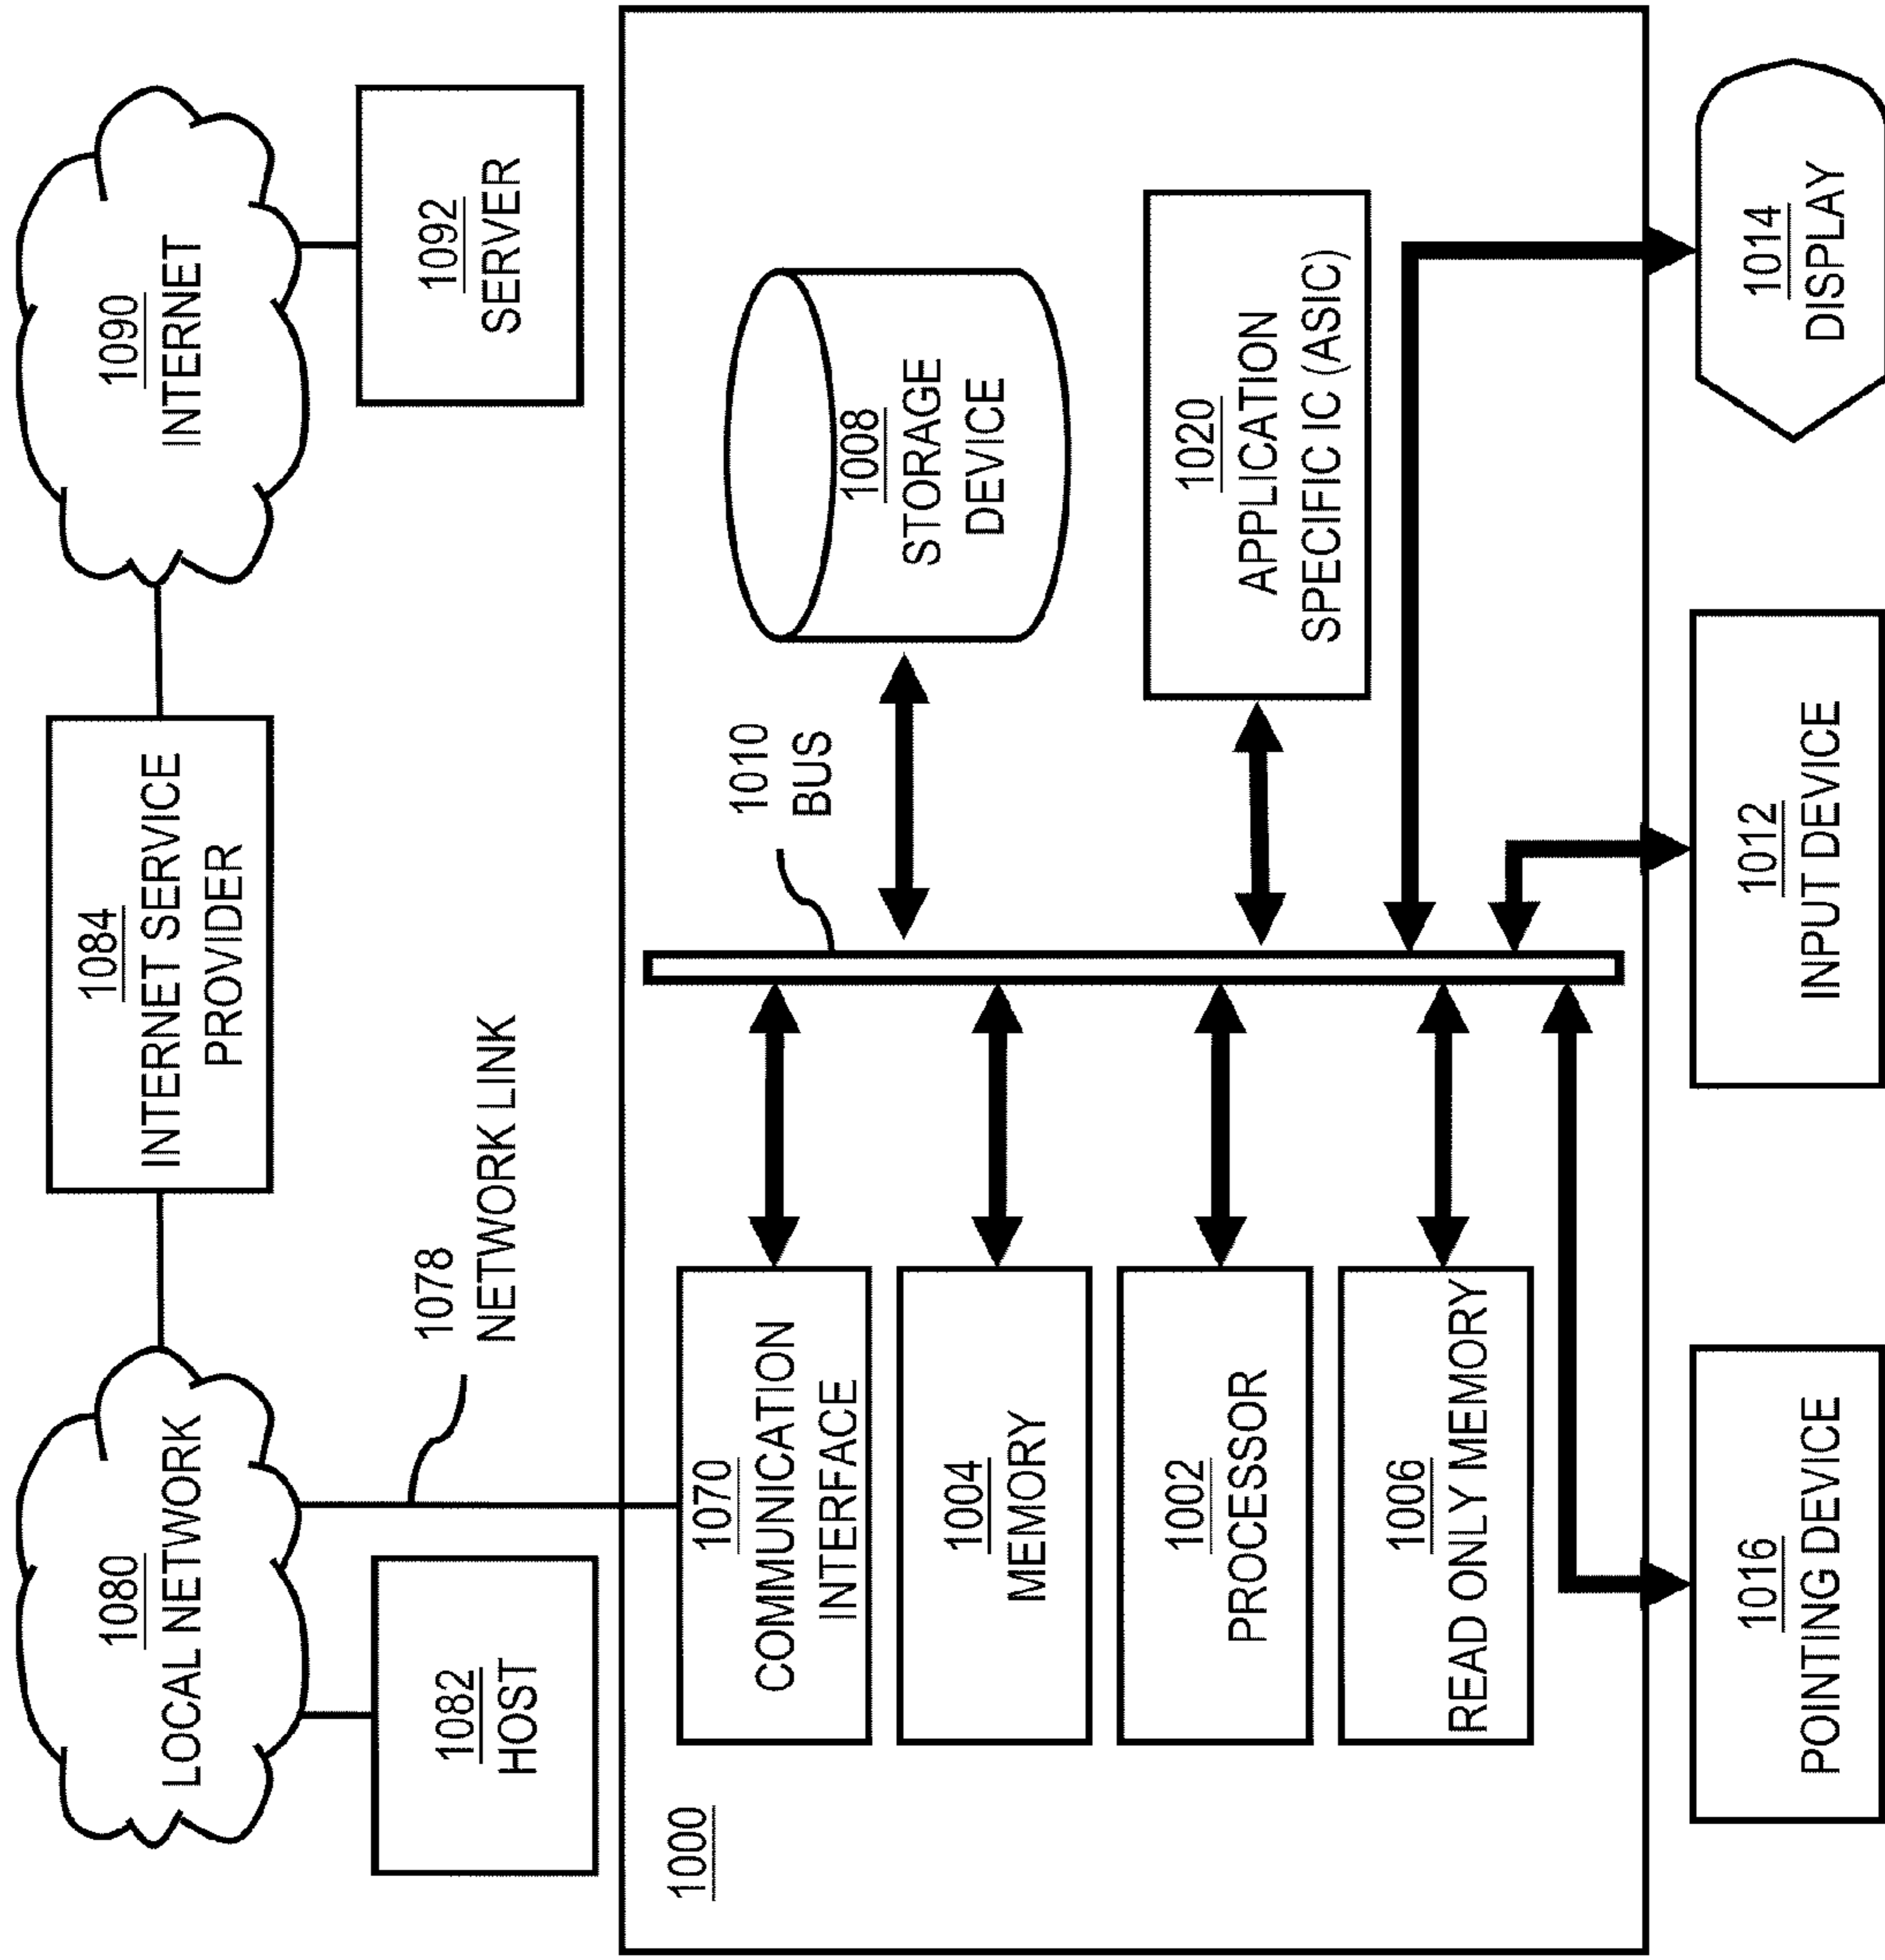 1080
LOCAL NETWORK
1084
INTERNET SERVICE
PROVIDER
1090
INTERNET
1082
HOST
1078
NETWORK LINK
1092
SERVER
1000
1070
COMMUNICATION
INTERFACE
1010
BUS
1008
STORAGE
DEVICE
1004
MEMORY
1002
PROCESSOR
1020
APPLICATION
SPECIFIC IC (ASIC)
1006
READ ONLY MEMORY
1016
POINTING DEVICE
1012
INPUT DEVICE
1014
DISPLAY